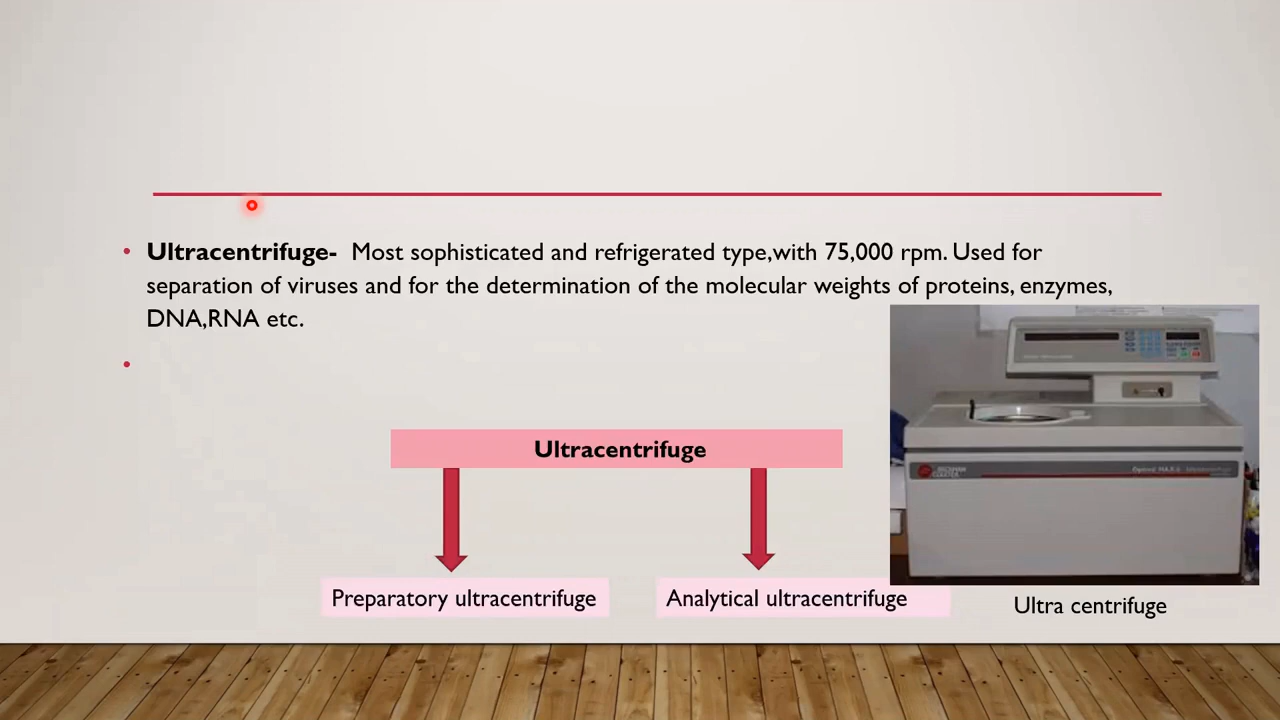 Ultracentrifuge- Most sophisticated and refrigerated type,with 75,000 rpm. Used for
separation of viruses and for the determination of the molecular weights of proteins, enzymes,
DNA,RNA etc.
Ultracentrifuge
Preparatory ultracentrifuge
Analytical ultracentrifuge
Ultra centrifuge